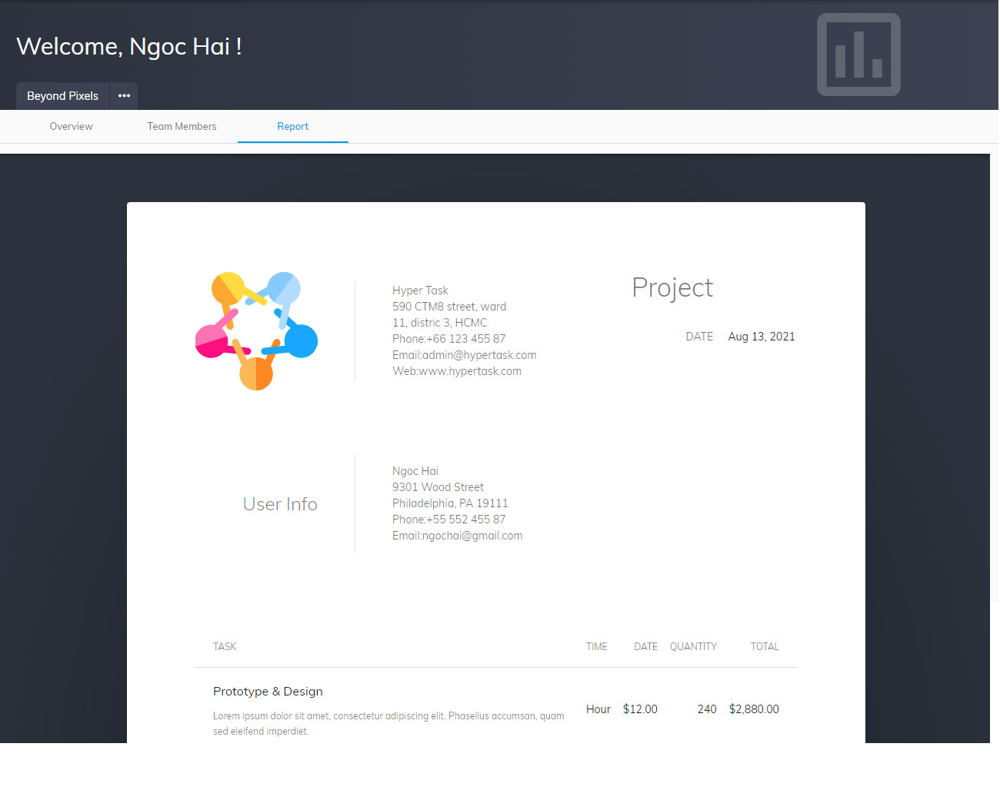 Welcome, Ngoc Hai !
Beyond Pixels •••
Overview Team Members Report
Hyper Task
590 CTM8 street, ward
11, distric 3, HCMC
Phone:+66 123 455 87
Email:admin@hypertask.com
Web:www.hypertask.com
Project
DATE Aug 13, 2021
User Info
Ngoc Hai
9301 Wood Street
Philadelphia, PA 19111
Phone:+55 552 455 87
Email:ngochai@gmail.com
TASK TIME DATE QUANTITY TOTAL
Prototype & Design
Lorem ipsum dolor sit amet, consectetur adipiscing elit. Phasellus accumsan, quam
sed eleifend imperdiet.
Hour $12.00 240 $2,880.00